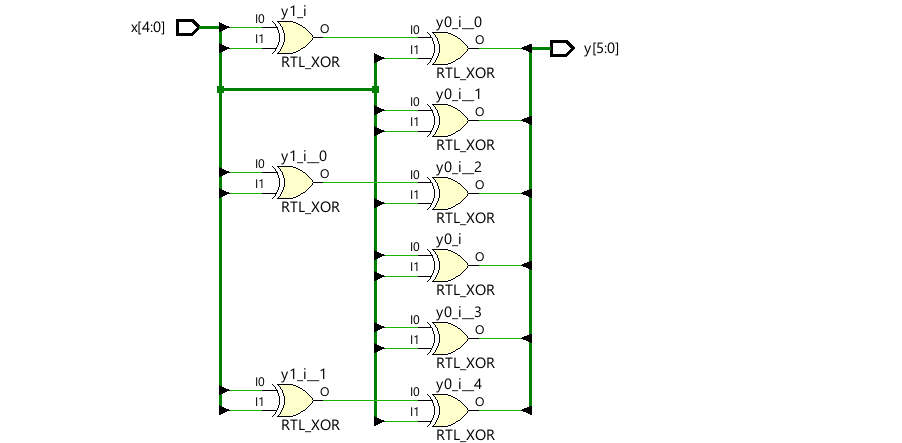 x[4:0]
y1_i
I0
I1
O
RTL_XOR
y0_i__0
I0
I1
O
RTL_XOR
y[5:0]
y0_i__1
I0
I1
O
RTL_XOR
y1_i__0
I0
I1
O
RTL_XOR
y0_i__2
I0
I1
O
RTL_XOR
y0_i
I0
I1
O
RTL_XOR
y0_i__3
I0
I1
O
RTL_XOR
y1_i__1
I0
I1
O
RTL_XOR
y0_i__4
I0
I1
O
RTL_XOR